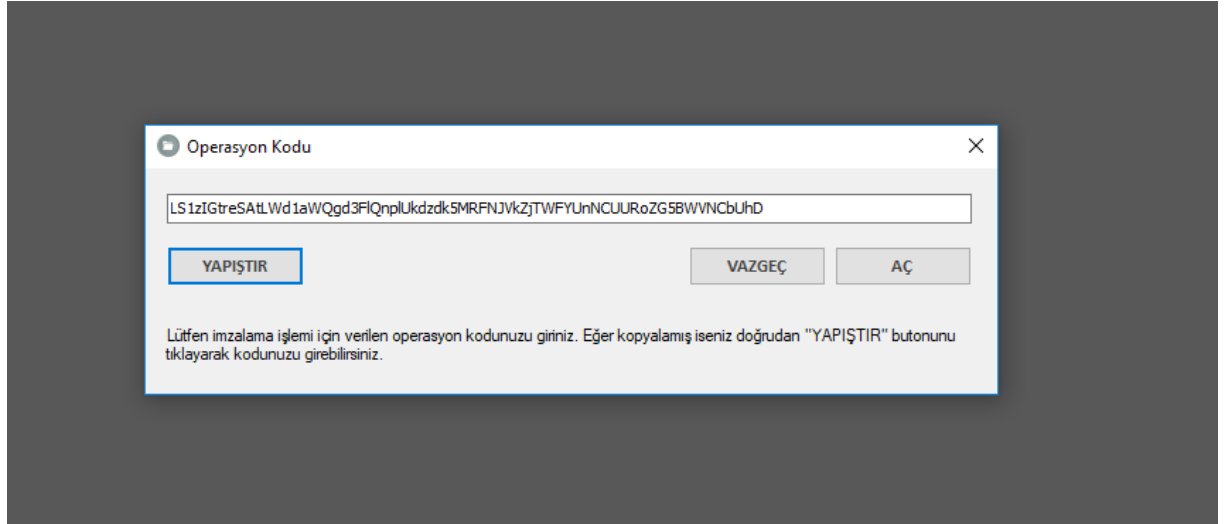 Operasyon Kodu
LS1zIGtreSAtLWd1aWQgd3FlQnplUkdzdk5MRFNJVkZjTWFYUnNCUURoZG5BWVNCbUhD
YAPIŞTIR VAZGEÇ AÇ
Lütfen imzalama işlemi için verilen operasyon kodunuzu giriniz. Eğer kopyalamış iseniz doğrudan "YAPIŞTIR" butonunu
tıklayarak kodunuzu girebilirsiniz.